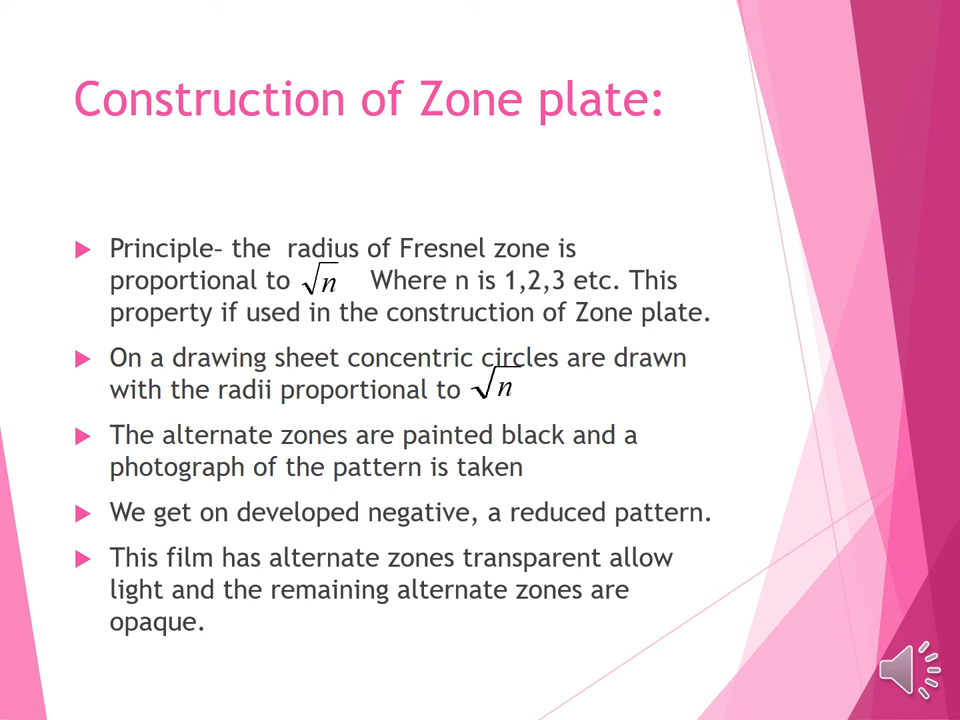 Construction of Zone plate:
Principle- the radius of Fresnel zone is
proportional to √n Where n is 1,2,3 etc. This
property if used in the construction of Zone plate.
On a drawing sheet concentric circles are drawn
with the radii proportional to √n
The alternate zones are painted black and a
photograph of the pattern is taken
We get on developed negative, a reduced pattern.
This film has alternate zones transparent allow
light and the remaining alternate zones are
opaque.